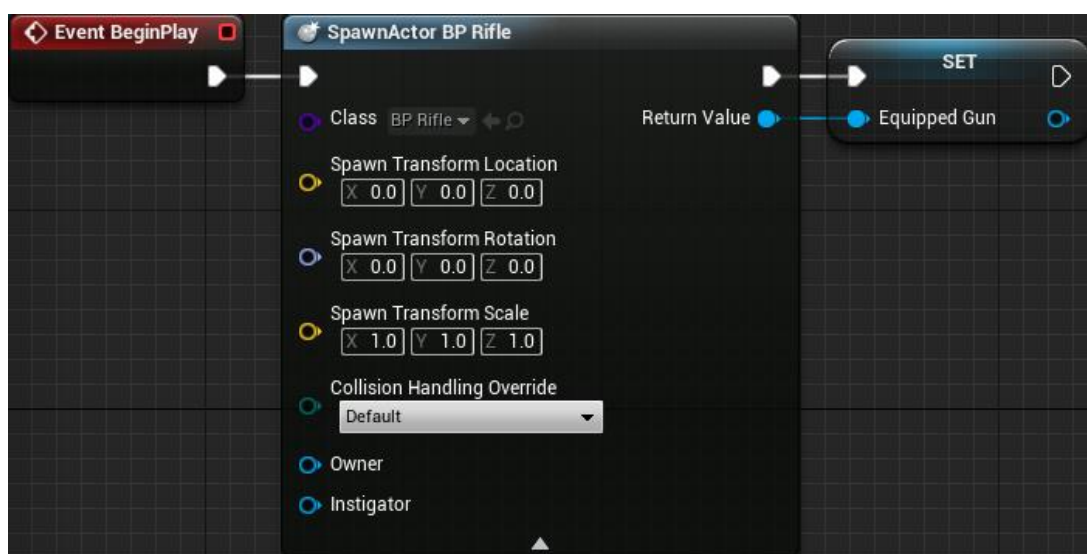 Event BeginPlay
SpawnActor BP Rifle
SET
Class BP Rifle
Return Value
Equipped Gun
Spawn Transform Location
X 0.0 Y 0.0 Z 0.0
Spawn Transform Rotation
X 0.0 Y 0.0 Z 0.0
Spawn Transform Scale
X 1.0 Y 1.0 Z 1.0
Collision Handling Override
Default
Owner
Instigator